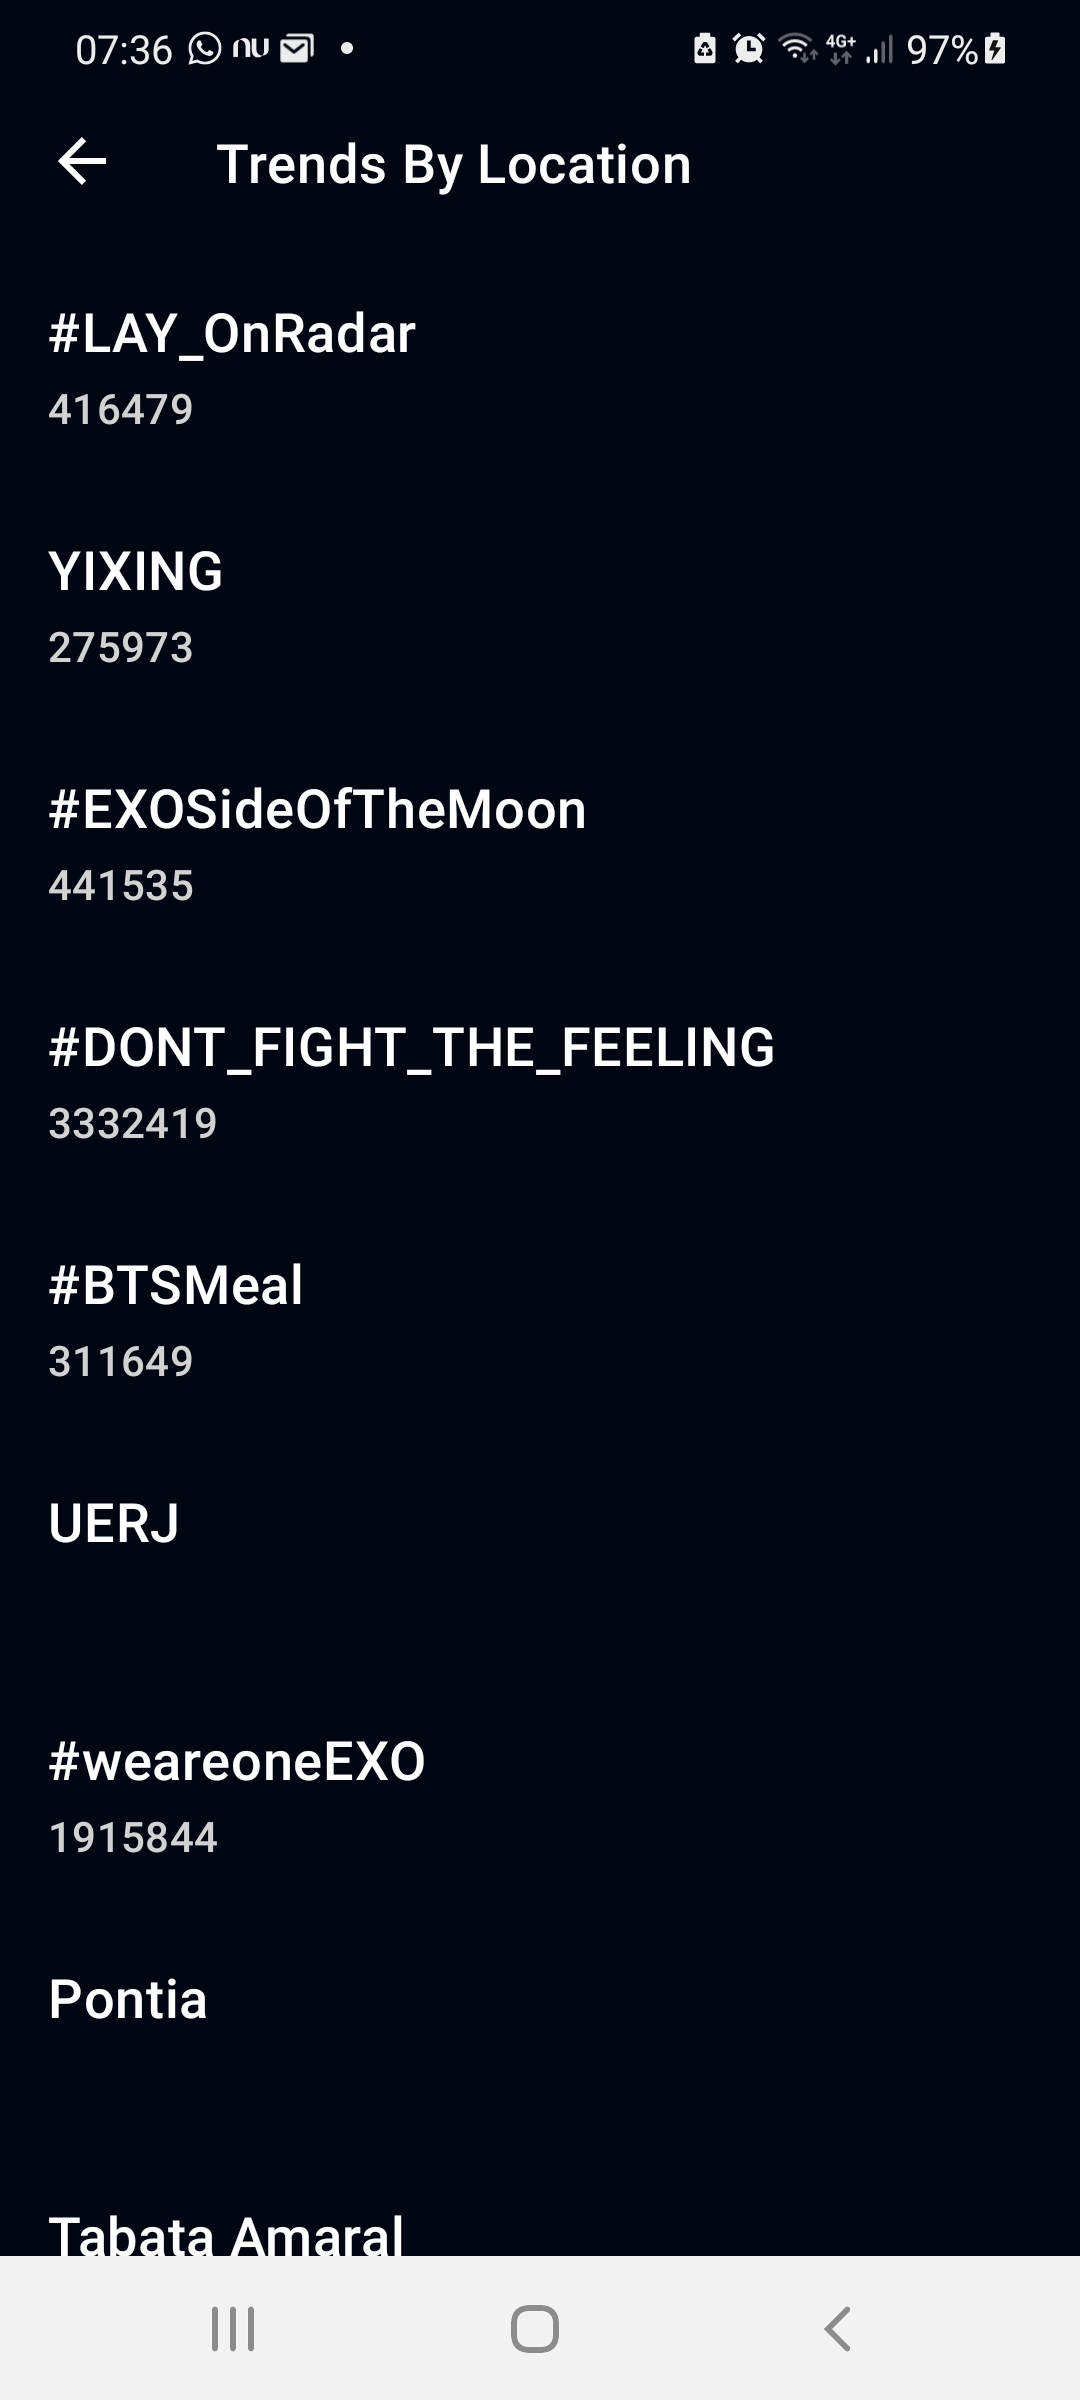 07:36 nu 4G+ 97%
Trends By Location
#LAY_OnRadar
416479
YIXING
275973
#EXOSideOfTheMoon
441535
#DONT_FIGHT_THE_FEELING
3332419
#BTSMeal
311649
UERJ
#weareoneEXO
1915844
Pontia
Tabata Amaral